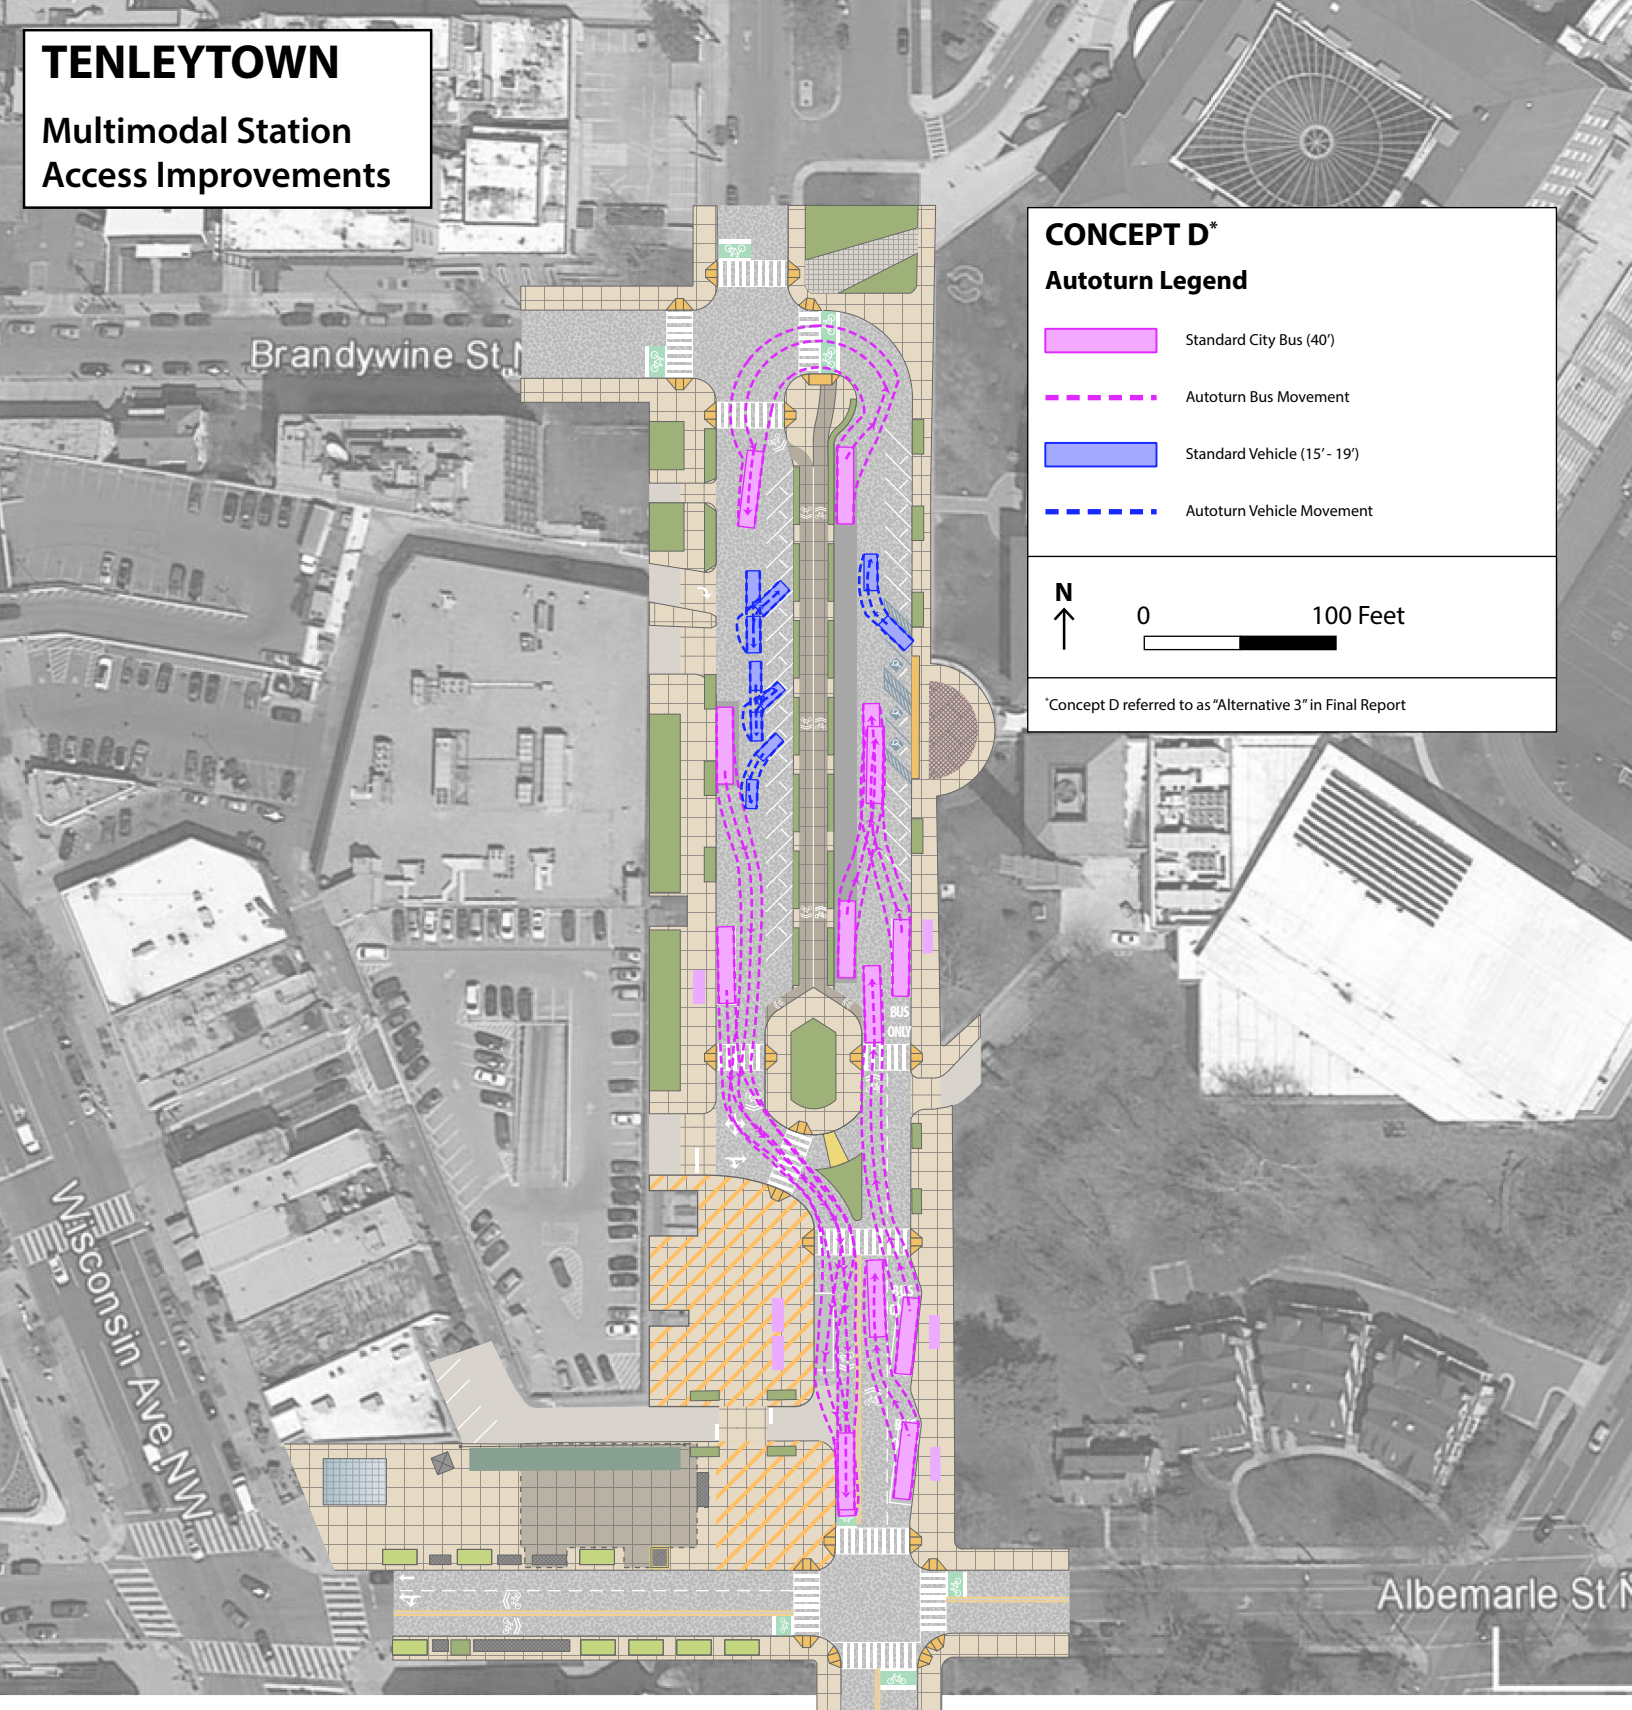 TENLEYTOWN
Multimodal Station
Access Improvements
CONCEPT D*
Autoturn Legend
Standard City Bus (40’)
Autoturn Bus Movement
Standard Vehicle (15’ - 19’)
Autoturn Vehicle Movement
N
0 100 Feet
*Concept D referred to as “Alternative 3” in Final Report
Brandywine St
BUS
ONLY
BUS
Wisconsin Ave NW
Albemarle St N